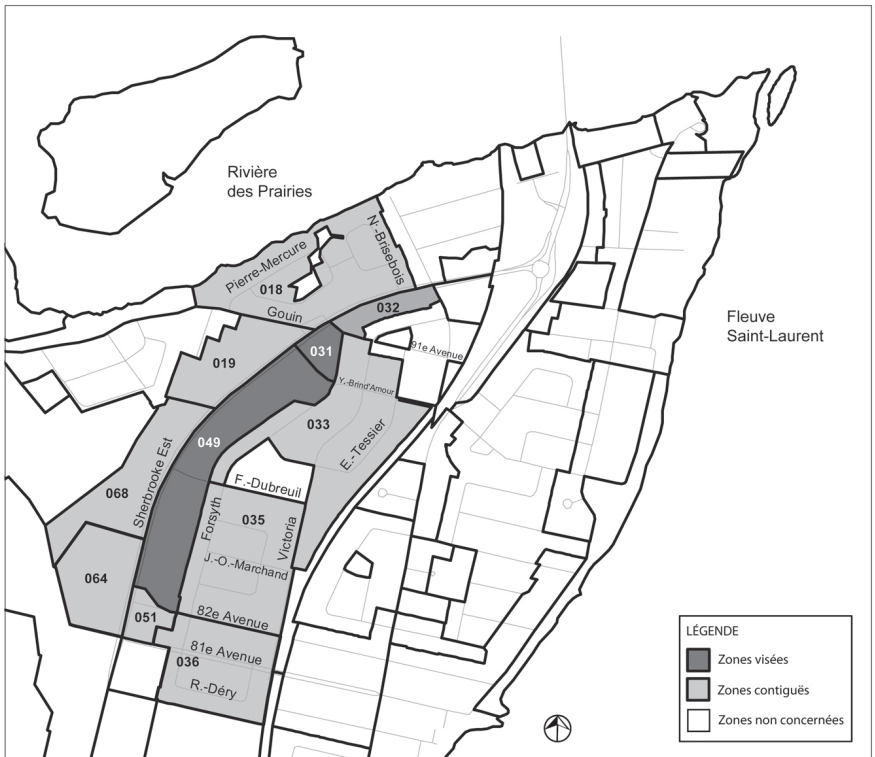 Rivière
des Prairies
N.-Brisebois
Pierre-Mercure
018
032
Gouin
Fleuve
Saint-Laurent
031
91e Avenue
019
Y.-Brind'Amour
033
049
E.-Tessier
Sherbrooke Est
F.-Dubreuil
068
Forsyth
035
Victoria
J.-O.-Marchand
064
051
82e Avenue
81e Avenue
036
R.-Déry
LÉGENDE
Zones visées
Zones contiguës
Zones non concernées